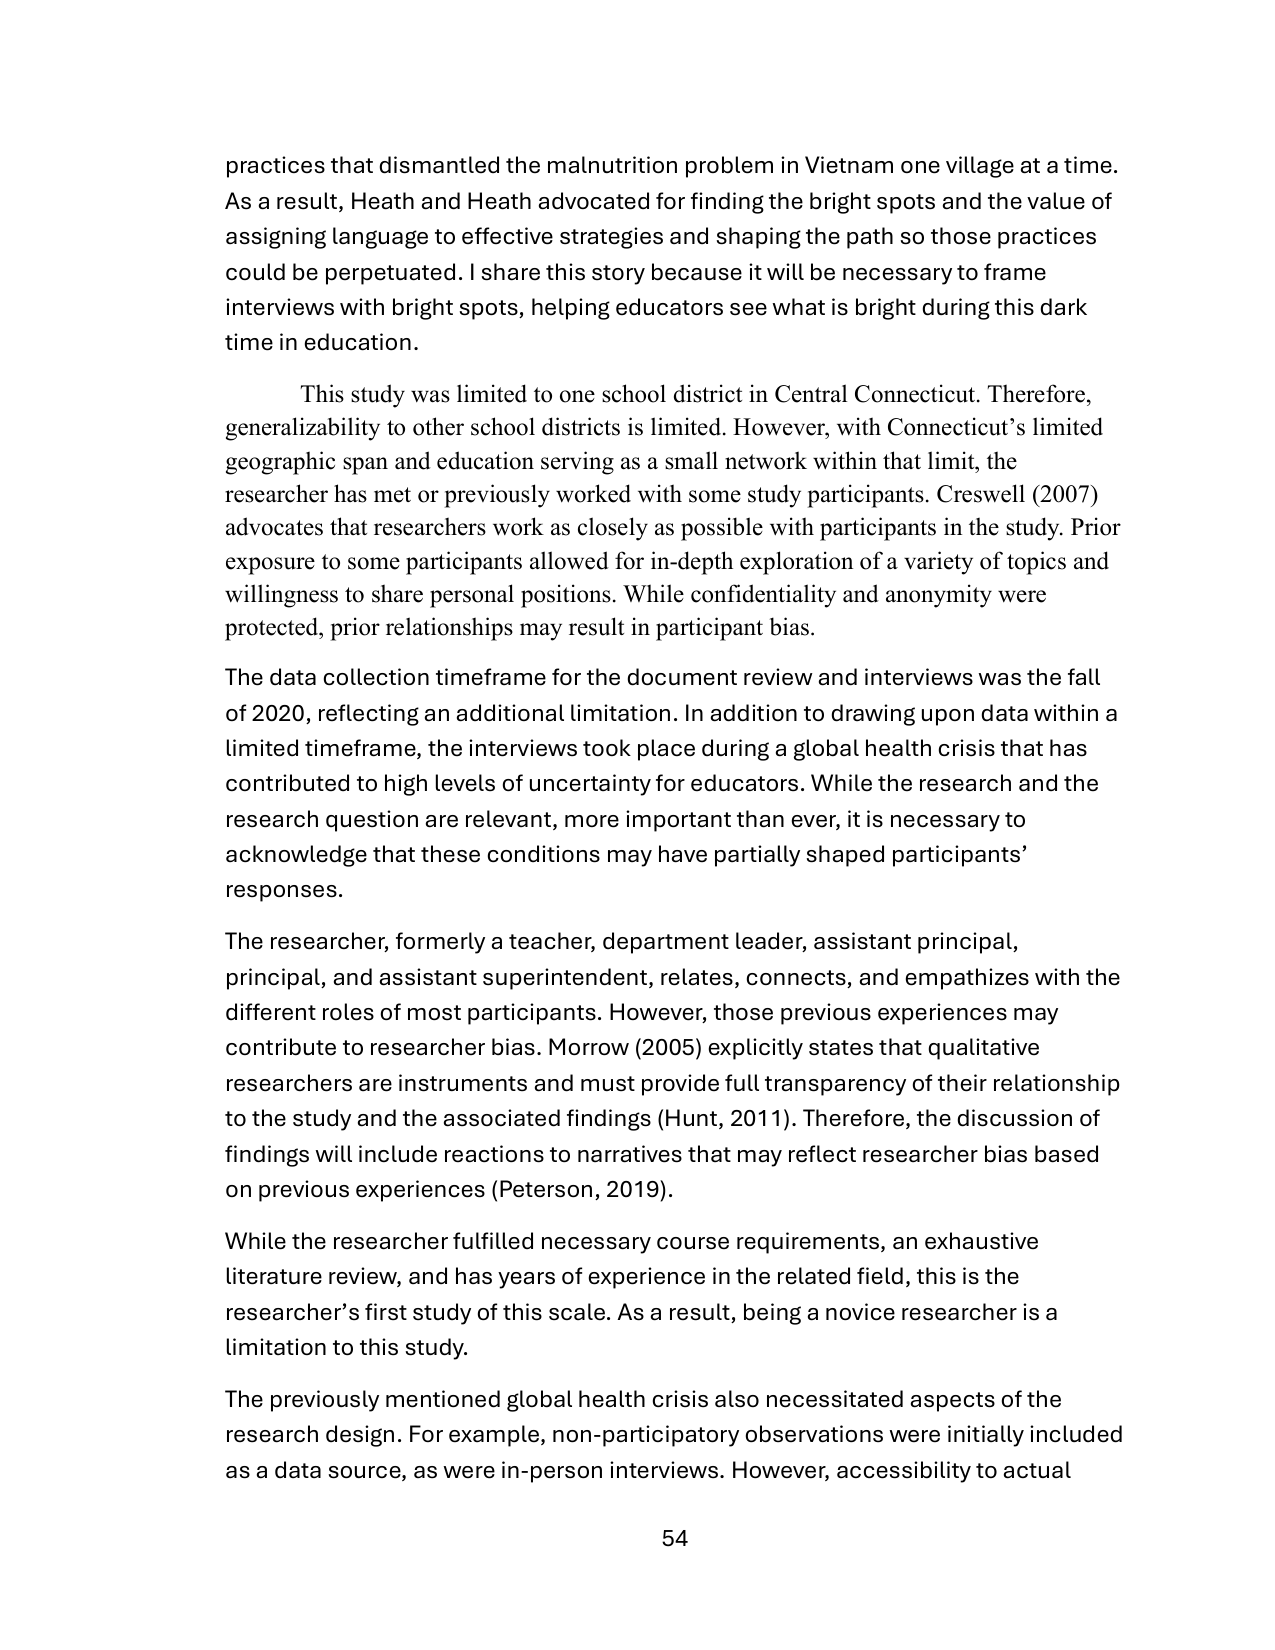 practices that dismantled the malnutrition problem in Vietnam one village at a time.
As a result, Heath and Heath advocated for finding the bright spots and the value of
assigning language to effective strategies and shaping the path so those practices
could be perpetuated. I share this story because it will be necessary to frame
interviews with bright spots, helping educators see what is bright during this dark
time in education.
This study was limited to one school district in Central Connecticut. Therefore,
generalizability to other school districts is limited. However, with Connecticut’s limited
geographic span and education serving as a small network within that limit, the
researcher has met or previously worked with some study participants. Creswell (2007)
advocates that researchers work as closely as possible with participants in the study. Prior
exposure to some participants allowed for in-depth exploration of a variety of topics and
willingness to share personal positions. While confidentiality and anonymity were
protected, prior relationships may result in participant bias.
The data collection timeframe for the document review and interviews was the fall
of 2020, reflecting an additional limitation. In addition to drawing upon data within a
limited timeframe, the interviews took place during a global health crisis that has
contributed to high levels of uncertainty for educators. While the research and the
research question are relevant, more important than ever, it is necessary to
acknowledge that these conditions may have partially shaped participants’
responses.
The researcher, formerly a teacher, department leader, assistant principal,
principal, and assistant superintendent, relates, connects, and empathizes with the
different roles of most participants. However, those previous experiences may
contribute to researcher bias. Morrow (2005) explicitly states that qualitative
researchers are instruments and must provide full transparency of their relationship
to the study and the associated findings (Hunt, 2011). Therefore, the discussion of
findings will include reactions to narratives that may reflect researcher bias based
on previous experiences (Peterson, 2019).
While the researcher fulfilled necessary course requirements, an exhaustive
literature review, and has years of experience in the related field, this is the
researcher’s first study of this scale. As a result, being a novice researcher is a
limitation to this study.
The previously mentioned global health crisis also necessitated aspects of the
research design. For example, non-participatory observations were initially included
as a data source, as were in-person interviews. However, accessibility to actual
54